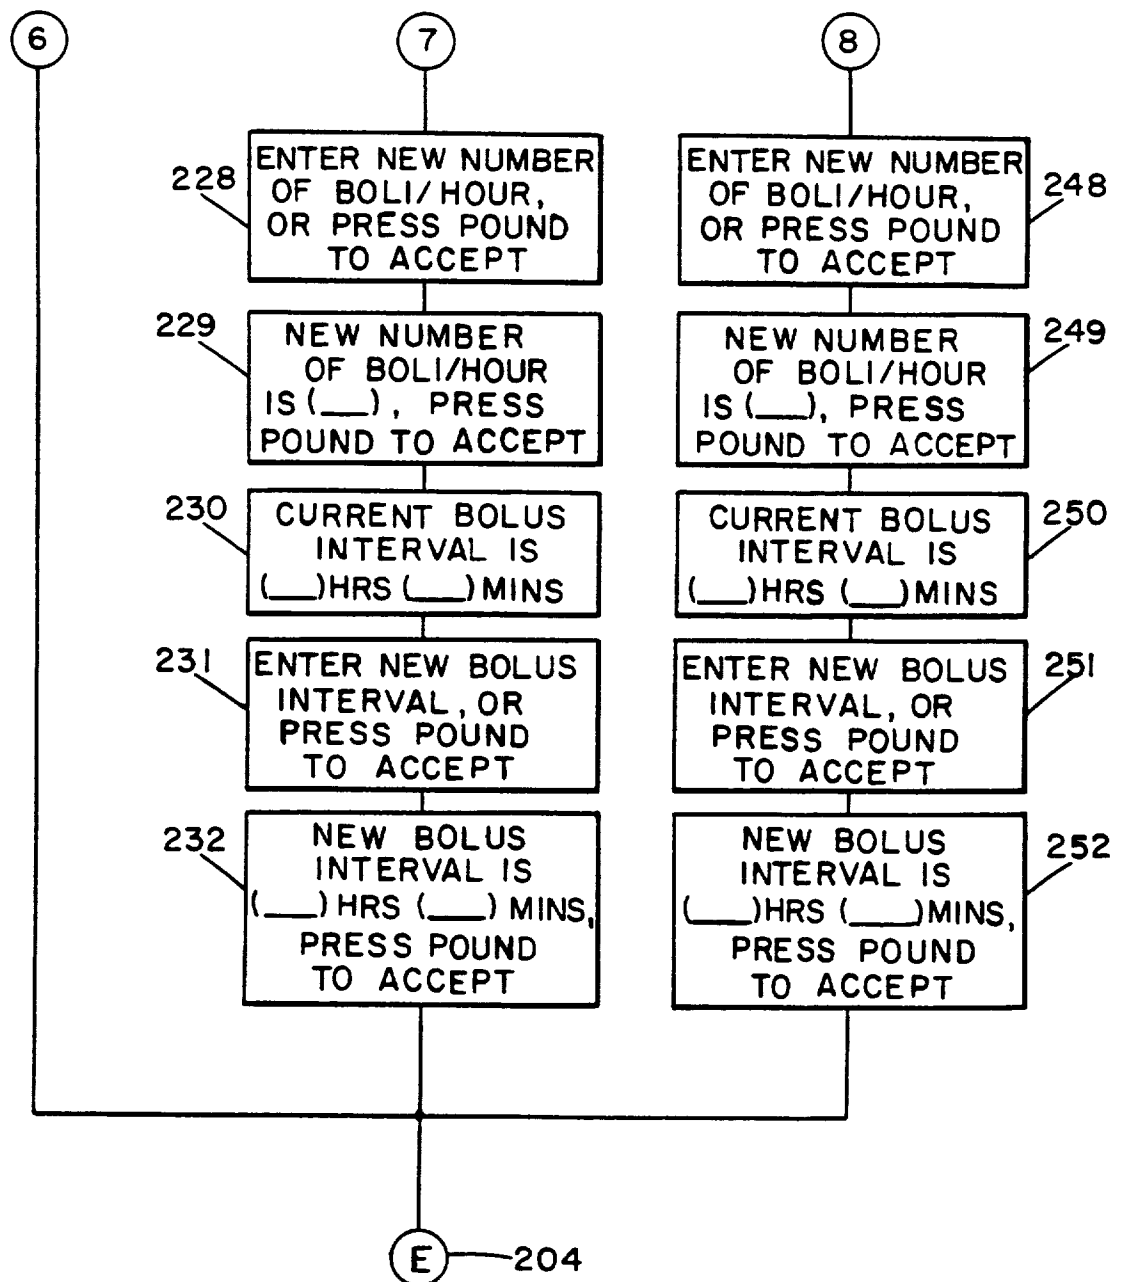 6
7
8
228
ENTER NEW NUMBER
OF BOLI/HOUR,
OR PRESS POUND
TO ACCEPT
229
NEW NUMBER
OF BOLI/HOUR
IS (___), PRESS
POUND TO ACCEPT
230
CURRENT BOLUS
INTERVAL IS
(___)HRS (___)MINS
231
ENTER NEW BOLUS
INTERVAL, OR
PRESS POUND
TO ACCEPT
232
NEW BOLUS
INTERVAL IS
(___)HRS (___) MINS,
PRESS POUND
TO ACCEPT
ENTER NEW NUMBER
OF BOLI/HOUR,
OR PRESS POUND
TO ACCEPT
248
NEW NUMBER
OF BOLI/HOUR
IS (___), PRESS
POUND TO ACCEPT
249
CURRENT BOLUS
INTERVAL IS
(___)HRS (___)MINS
250
ENTER NEW BOLUS
INTERVAL, OR
PRESS POUND
TO ACCEPT
251
NEW BOLUS
INTERVAL IS
(___)HRS (___)MINS,
PRESS POUND
TO ACCEPT
252
E
204